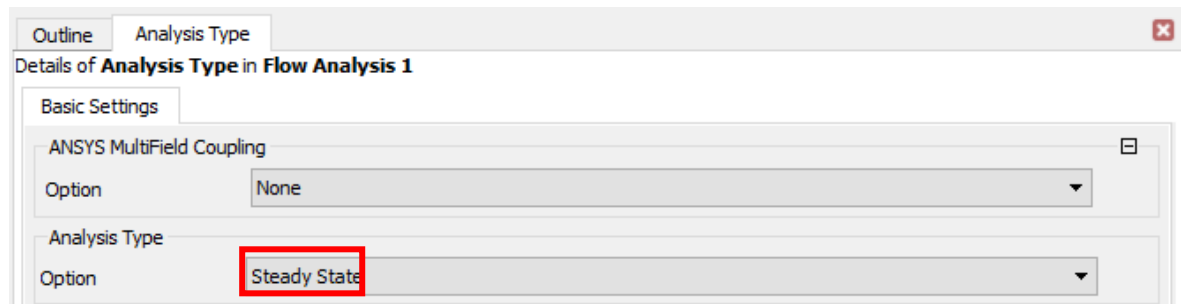 Outline Analysis Type
Details of Analysis Type in Flow Analysis 1
Basic Settings
ANSYS MultiField Coupling
Option None
Analysis Type
Option Steady State